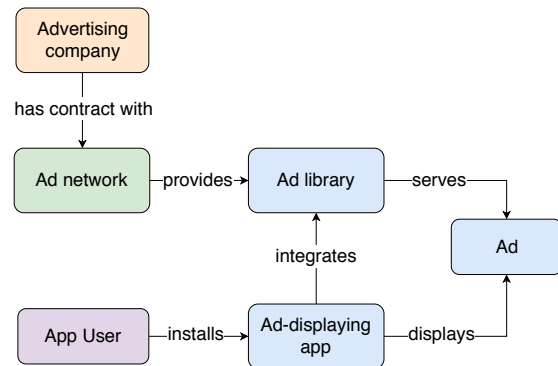 Advertising
company
has contract with
Ad network
provides
Ad library
serves
Ad
integrates
App User
installs
Ad-displaying
app
displays